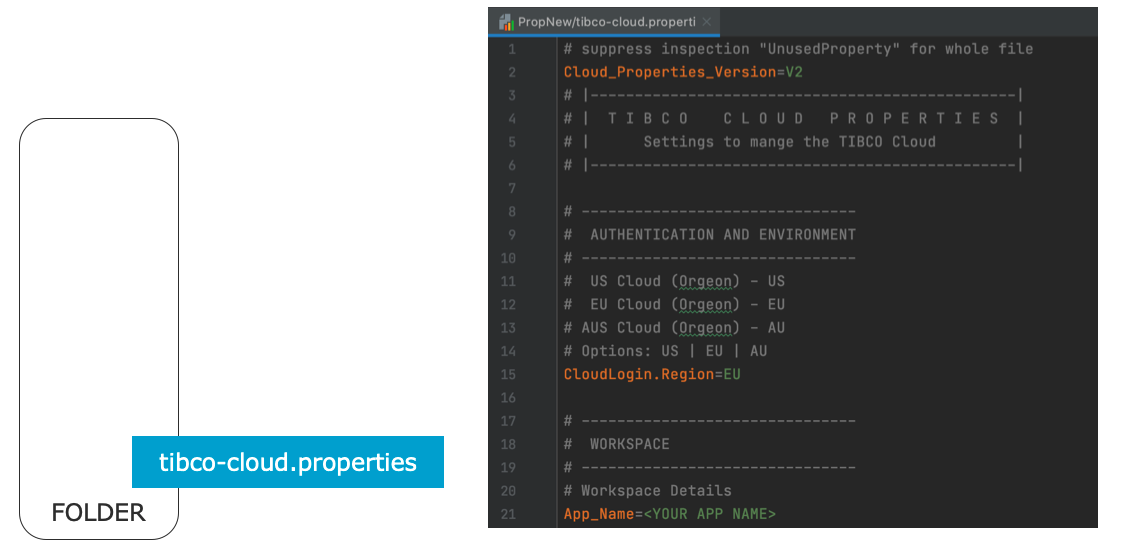 PropNew/tibco-cloud.properti
1 # suppress inspection "UnusedProperty" for whole file
2 Cloud_Properties_Version=V2
3 # |------------------------------------------------|
4 # |  T I B C O    C L O U D   P R O P E R T I E S  |
5 # |      Settings to mange the TIBCO Cloud         |
6 # |------------------------------------------------|
7
8 # -------------------------------
9 #  AUTHENTICATION AND ENVIRONMENT
10 # -------------------------------
11 #  US Cloud (Orgeon) - US
12 #  EU Cloud (Orgeon) - EU
13 # AUS Cloud (Orgeon) - AU
14 # Options: US | EU | AU
15 CloudLogin.Region=EU
16
17 # -------------------------------
18 #  WORKSPACE
19 # -------------------------------
20 # Workspace Details
21 App_Name=<YOUR APP NAME>
tibco-cloud.properties
FOLDER